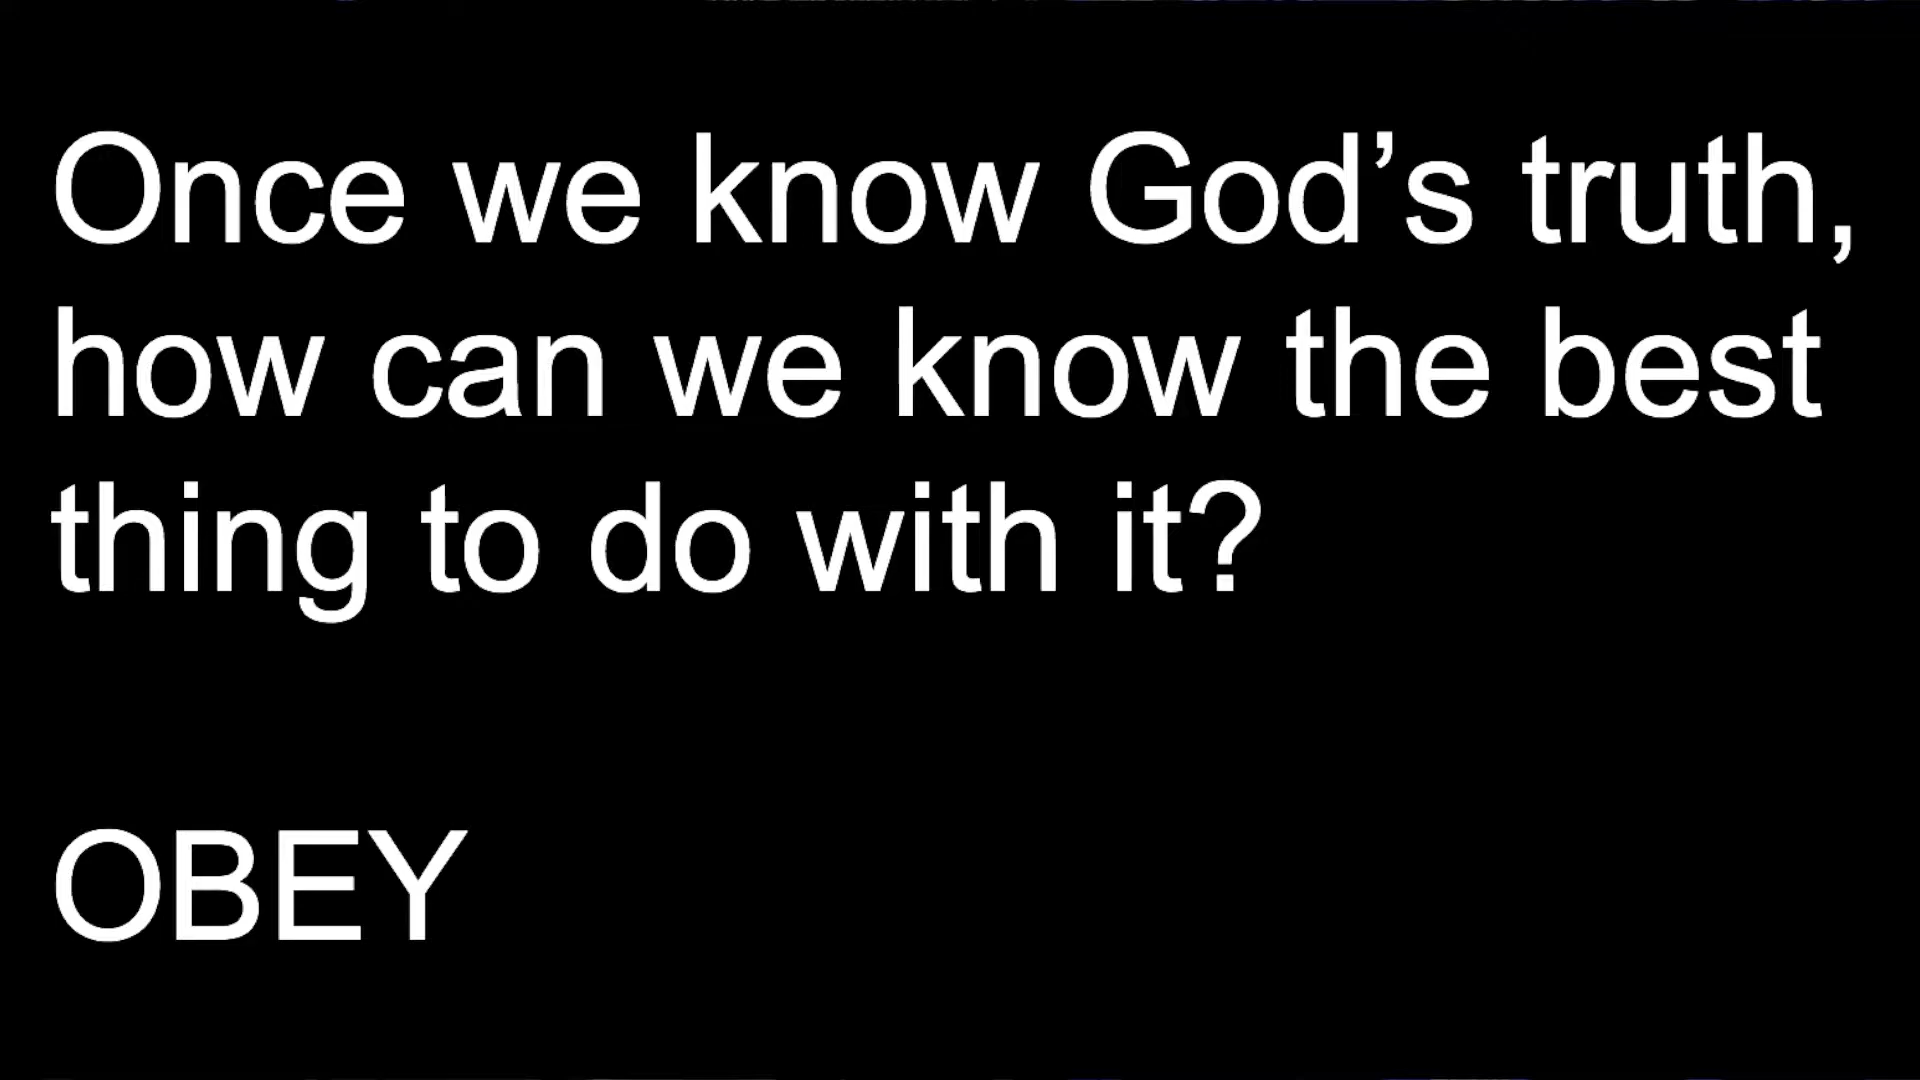 Once we know God’s truth,
how can we know the best
thing to do with it?
OBEY